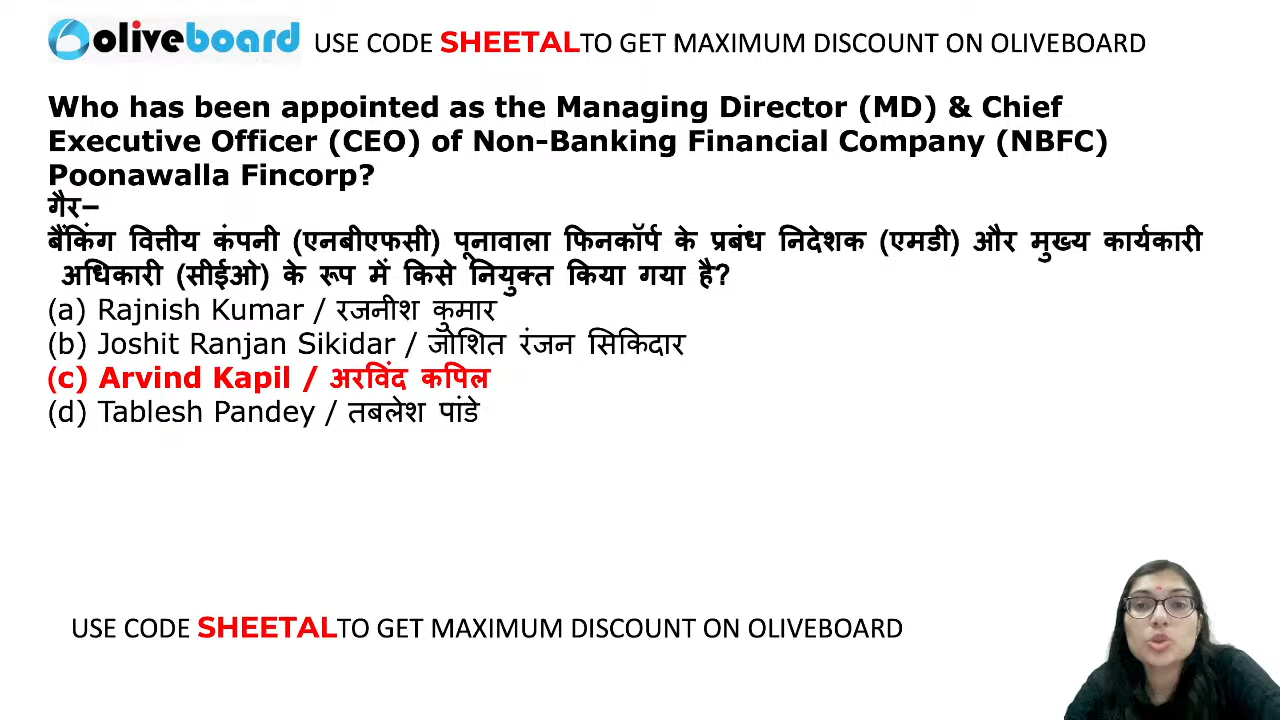 oliveboard USE CODE SHEETAL TO GET MAXIMUM DISCOUNT ON OLIVEBOARD
Who has been appointed as the Managing Director (MD) & Chief
Executive Officer (CEO) of Non-Banking Financial Company (NBFC)
Poonawalla Fincorp?
गैर–
बैंकिंग वित्तीय कंपनी (एनबीएफसी) पूनावाला फिनकॉर्प के प्रबंध निदेशक (एमडी) और मुख्य कार्यकारी
अधिकारी (सीईओ) के रूप में किसे नियुक्त किया गया है?
(a) Rajnish Kumar / रजनीश कुमार
(b) Joshit Ranjan Sikidar / जोशित रंजन सिकिदार
(c) Arvind Kapil / अरविंद कपिल
(d) Tablesh Pandey / तबलेश पांडे
USE CODE SHEETAL TO GET MAXIMUM DISCOUNT ON OLIVEBOARD